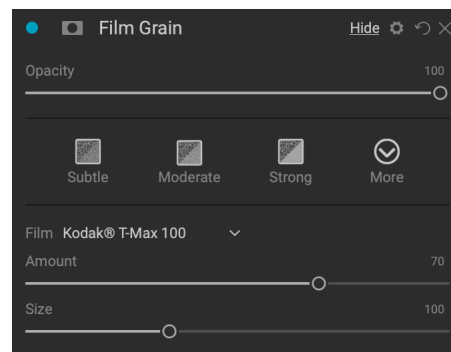 Film Grain Hide
Opacity 100
Subtle Moderate Strong More
Film Kodak® T-Max 100
Amount 70
Size 100